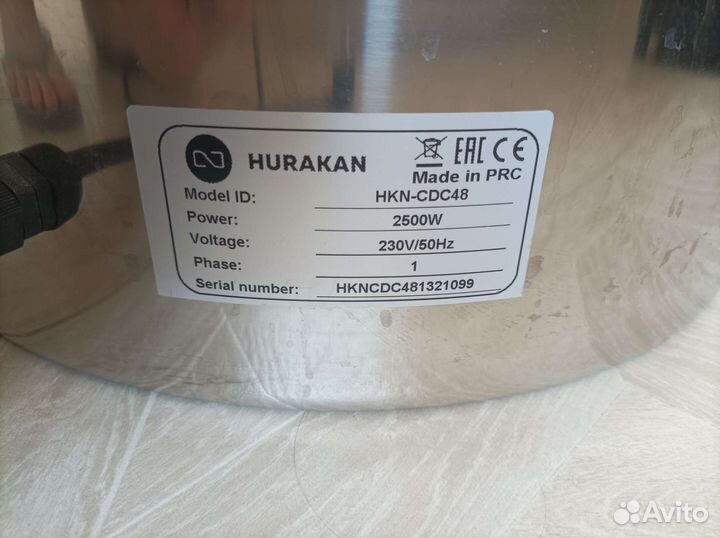 HURAKAN
EAC CE
Made in PRC
Model ID: HKN-CDC48
Power: 2500W
Voltage: 230V/50Hz
Phase: 1
Serial number: HKNCDC481321099
Avito